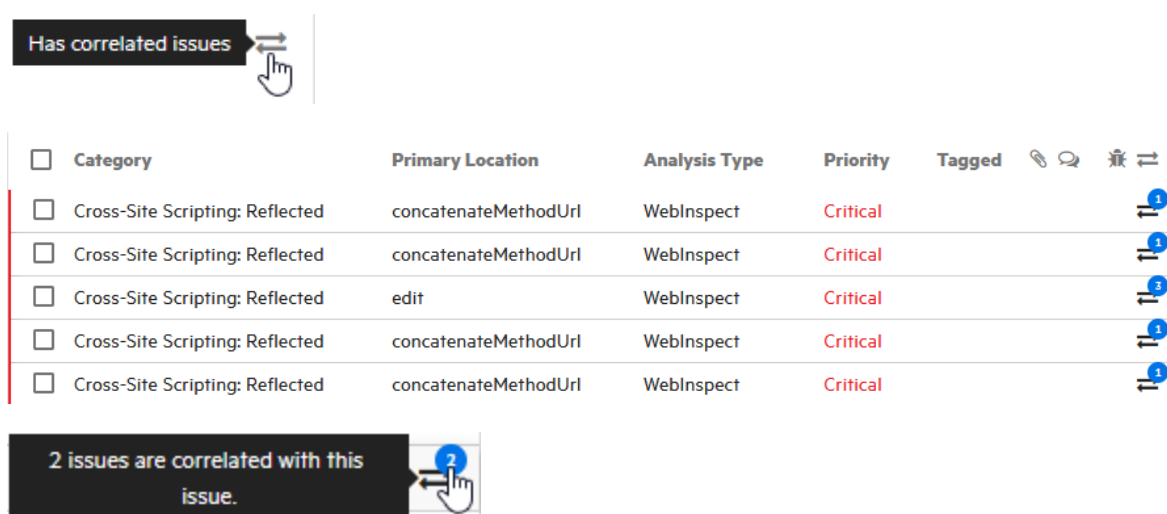 Has correlated issues
Category Primary Location Analysis Type Priority Tagged
Cross-Site Scripting: Reflected concatenateMethodUrl WebInspect Critical 1
Cross-Site Scripting: Reflected concatenateMethodUrl WebInspect Critical 1
Cross-Site Scripting: Reflected edit WebInspect Critical 3
Cross-Site Scripting: Reflected concatenateMethodUrl WebInspect Critical 1
Cross-Site Scripting: Reflected concatenateMethodUrl WebInspect Critical 1
2 issues are correlated with this 2
issue.